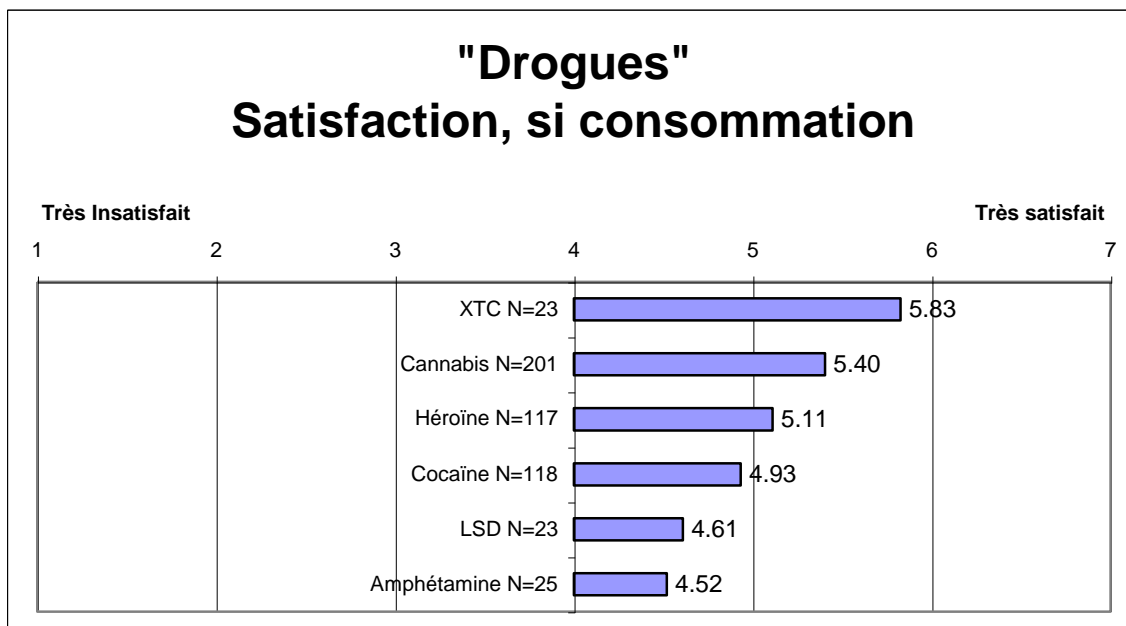 "Drogues"
Satisfaction, si consommation
Très Insatisfait Très satisfait
1 2 3 4 5 6 7
XTC N=23 5.83
Cannabis N=201 5.40
Héroïne N=117 5.11
Cocaïne N=118 4.93
LSD N=23 4.61
Amphétamine N=25 4.52